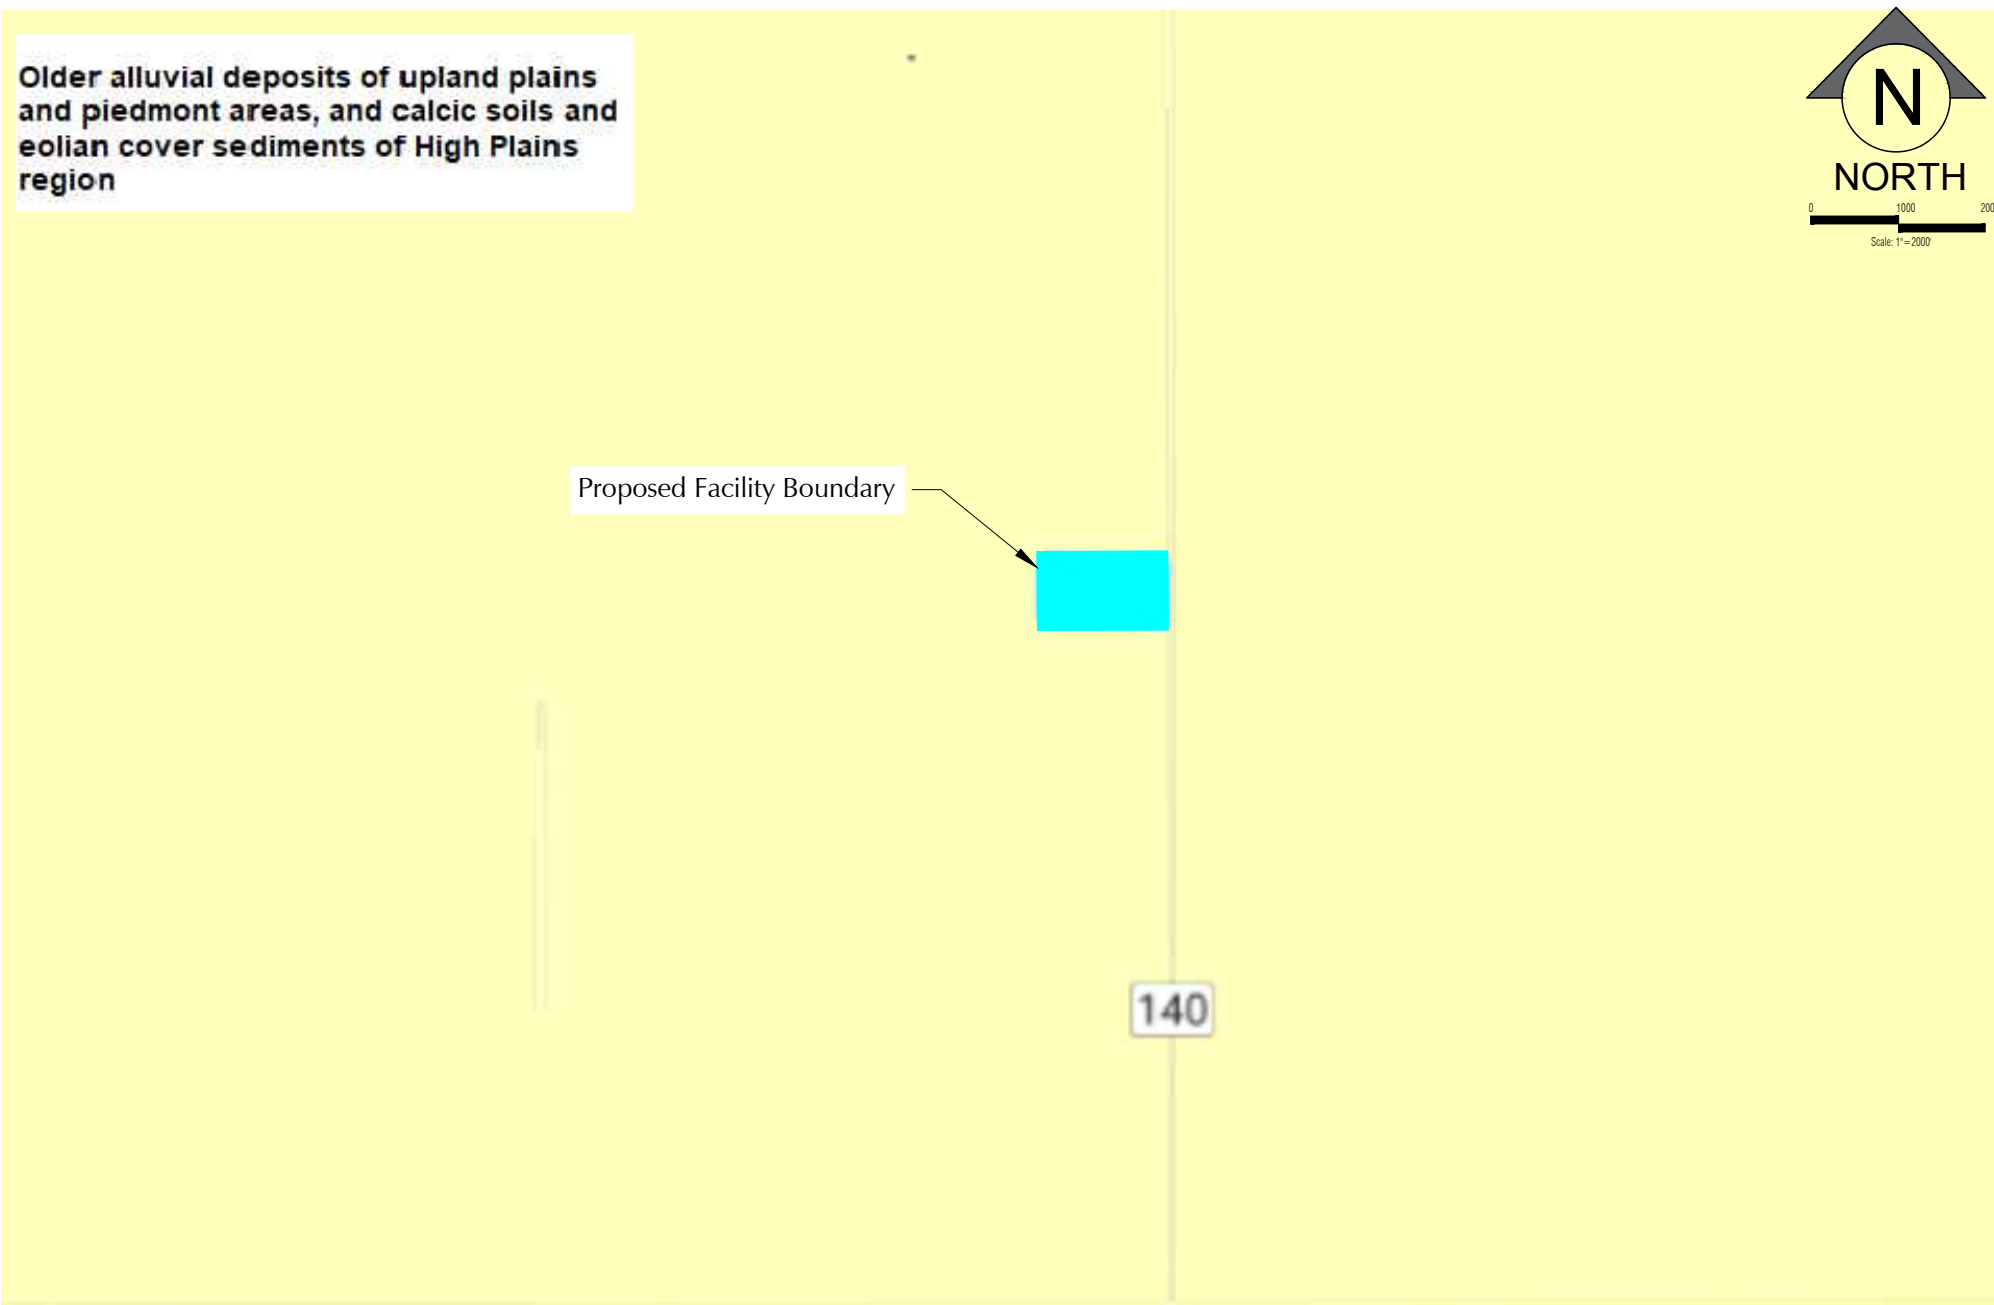 Older alluvial deposits of upland plains
and piedmont areas, and calcic soils and
eolian cover sediments of High Plains
region
N
NORTH
0 1000 200
Scale: 1"=2000'
Proposed Facility Boundary
140